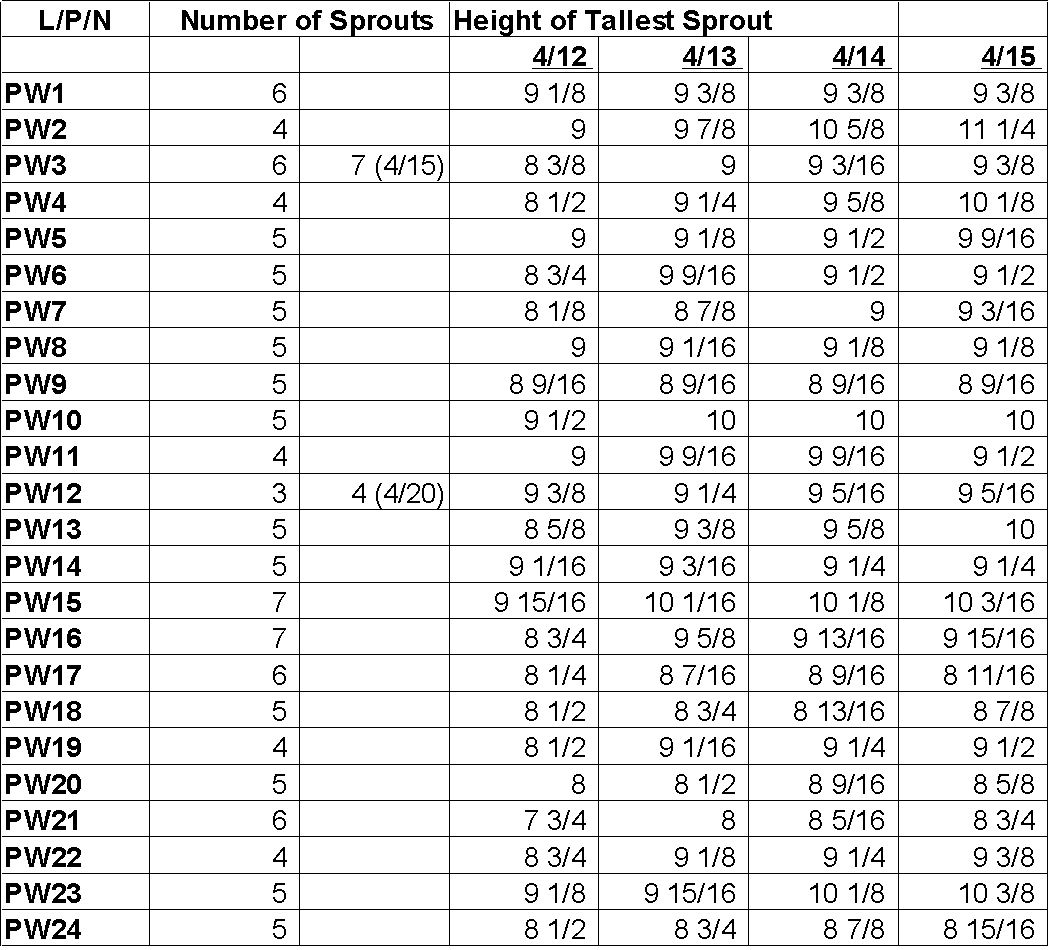 L/P/N Number of Sprouts Height of Tallest Sprout
4/12 4/13 4/14 4/15
PW1 6 9 1/8 9 3/8 9 3/8 9 3/8
PW2 4 9 9 7/8 10 5/8 11 1/4
PW3 6 7 (4/15) 8 3/8 9 9 3/16 9 3/8
PW4 4 8 1/2 9 1/4 9 5/8 10 1/8
PW5 5 9 9 1/8 9 1/2 9 9/16
PW6 5 8 3/4 9 9/16 9 1/2 9 1/2
PW7 5 8 1/8 8 7/8 9 9 3/16
PW8 5 9 9 1/16 9 1/8 9 1/8
PW9 5 8 9/16 8 9/16 8 9/16 8 9/16
PW10 5 9 1/2 10 10 10
PW11 4 9 9 9/16 9 9/16 9 1/2
PW12 3 4 (4/20) 9 3/8 9 1/4 9 5/16 9 5/16
PW13 5 8 5/8 9 3/8 9 5/8 10
PW14 5 9 1/16 9 3/16 9 1/4 9 1/4
PW15 7 9 15/16 10 1/16 10 1/8 10 3/16
PW16 7 8 3/4 9 5/8 9 13/16 9 15/16
PW17 6 8 1/4 8 7/16 8 9/16 8 11/16
PW18 5 8 1/2 8 3/4 8 13/16 8 7/8
PW19 4 8 1/2 9 1/16 9 1/4 9 1/2
PW20 5 8 8 1/2 8 9/16 8 5/8
PW21 6 7 3/4 8 8 5/16 8 3/4
PW22 4 8 3/4 9 1/8 9 1/4 9 3/8
PW23 5 9 1/8 9 15/16 10 1/8 10 3/8
PW24 5 8 1/2 8 3/4 8 7/8 8 15/16